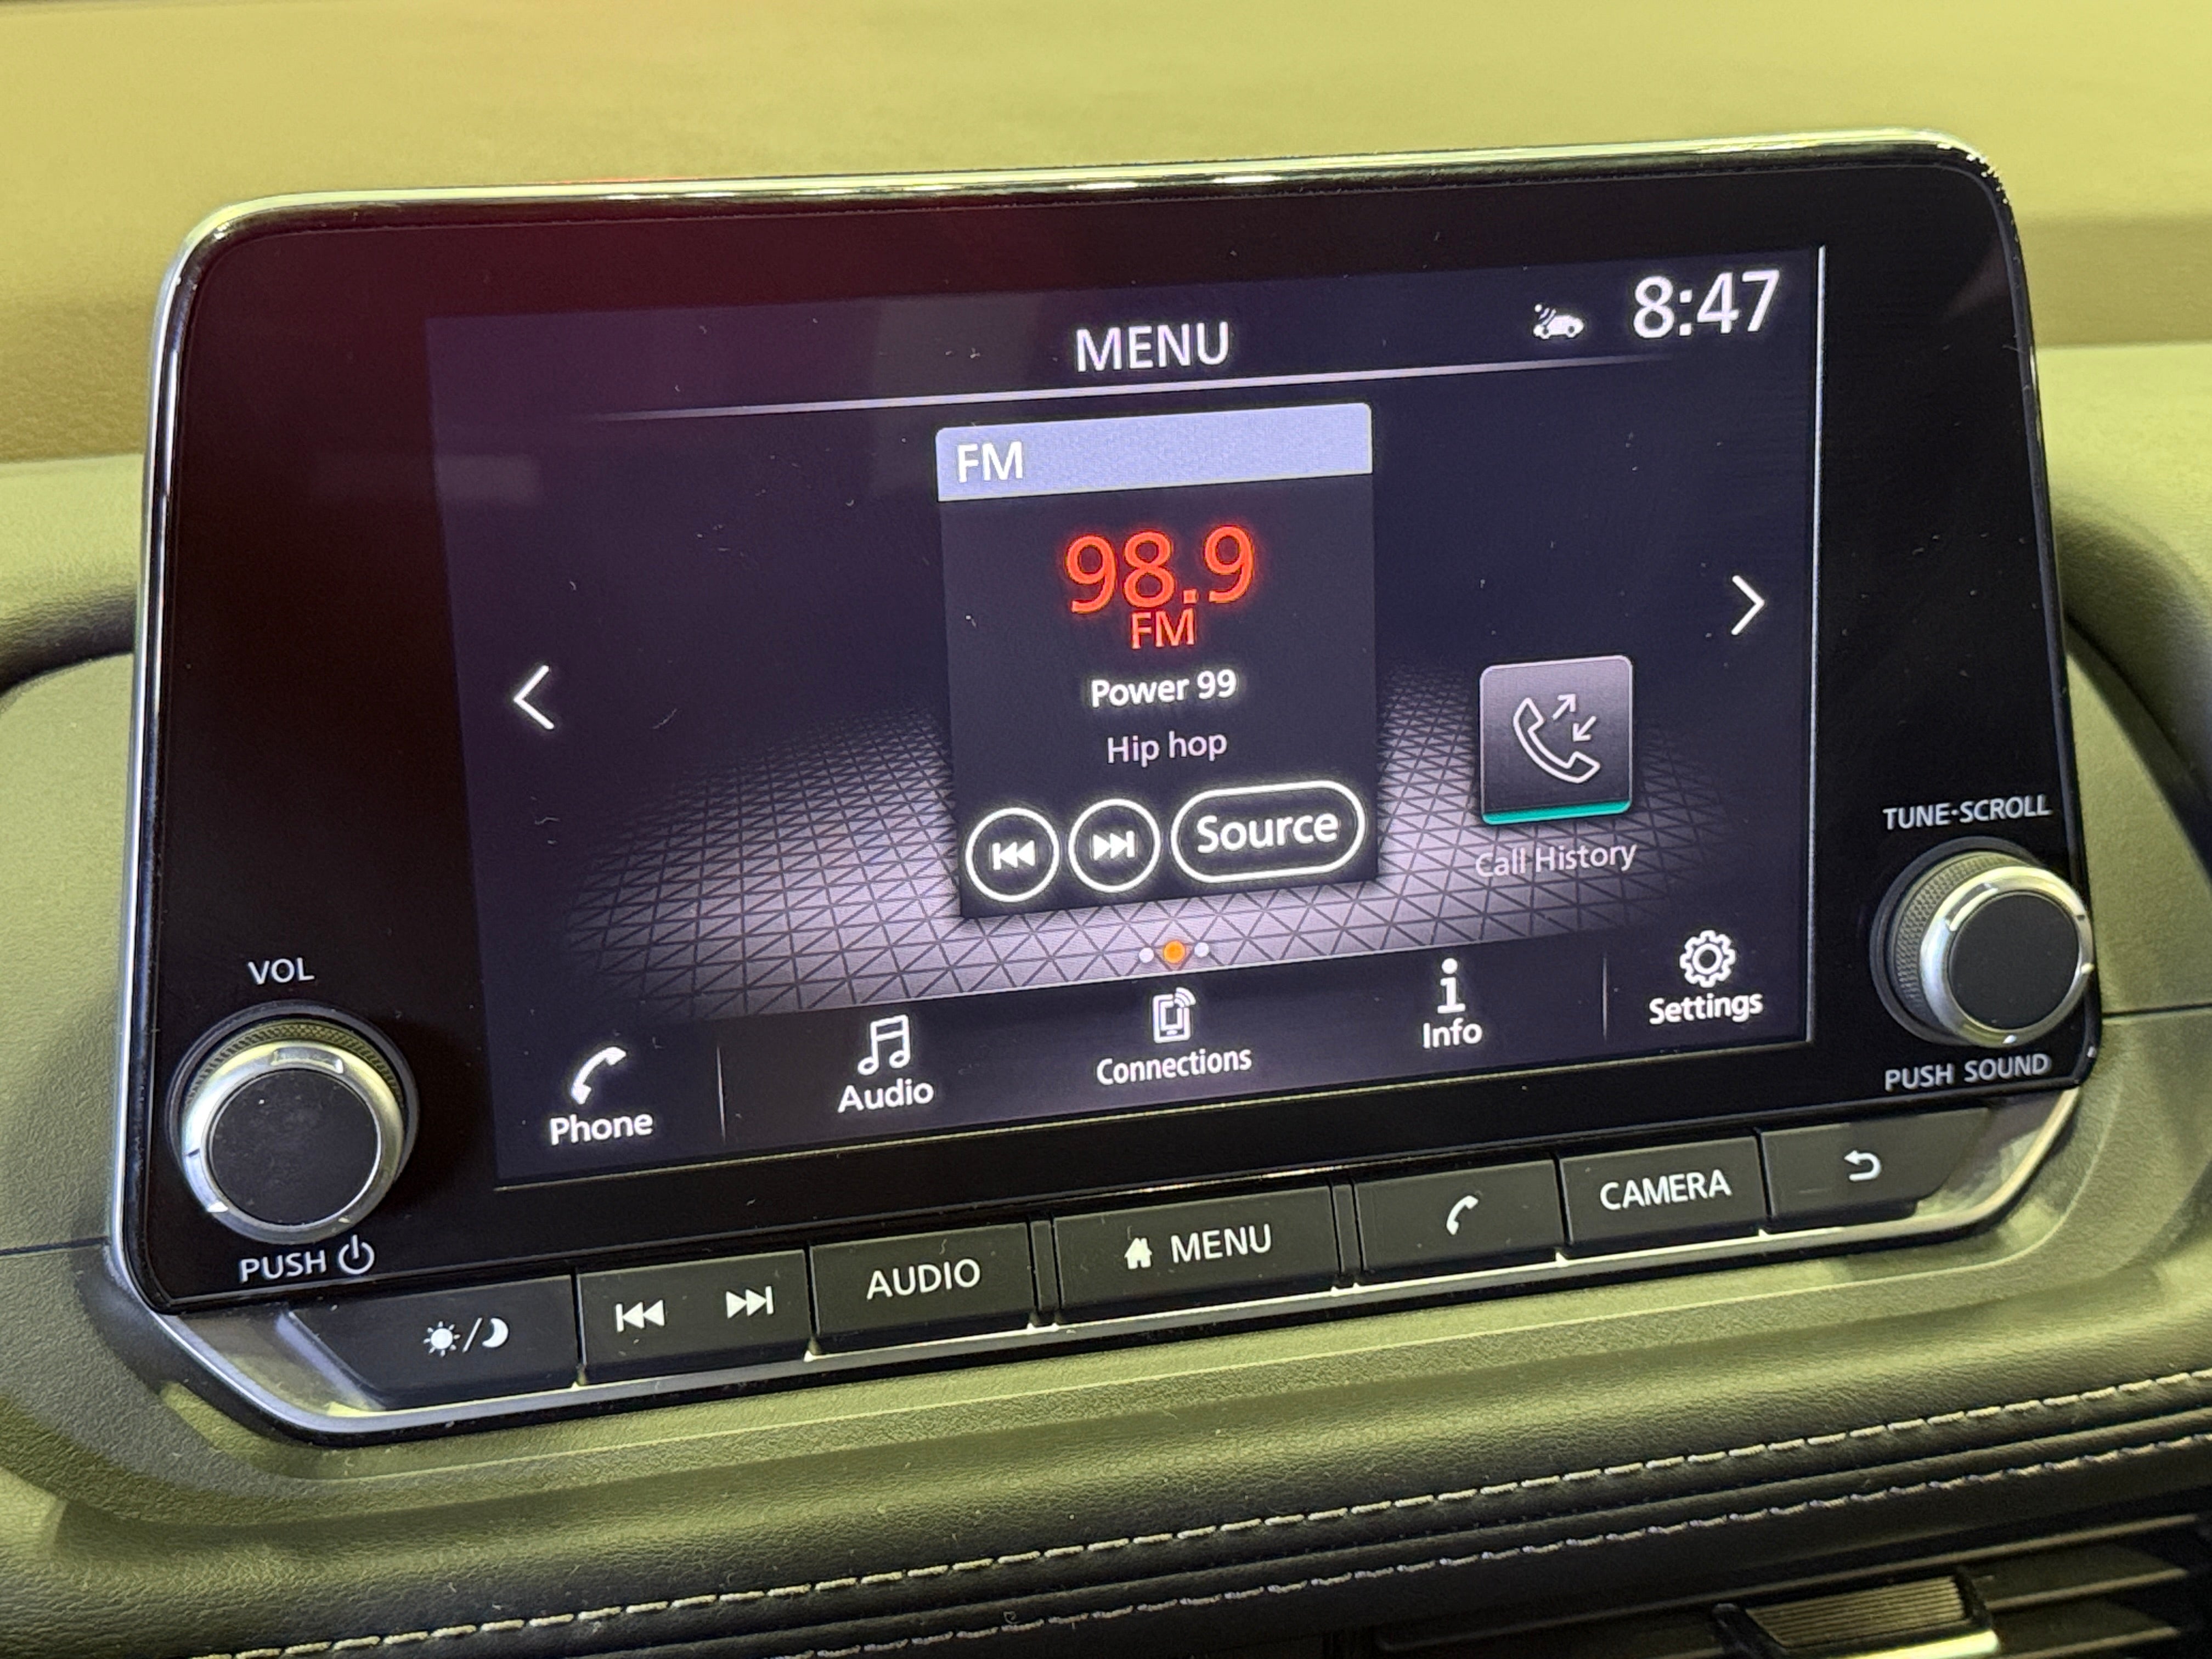 MENU
8:47
FM
98.9
FM
Power 99
Hip hop
Source
Call History
Phone
Audio
Connections
Info
Settings
VOL
PUSH
TUNE·SCROLL
PUSH SOUND
AUDIO
MENU
CAMERA